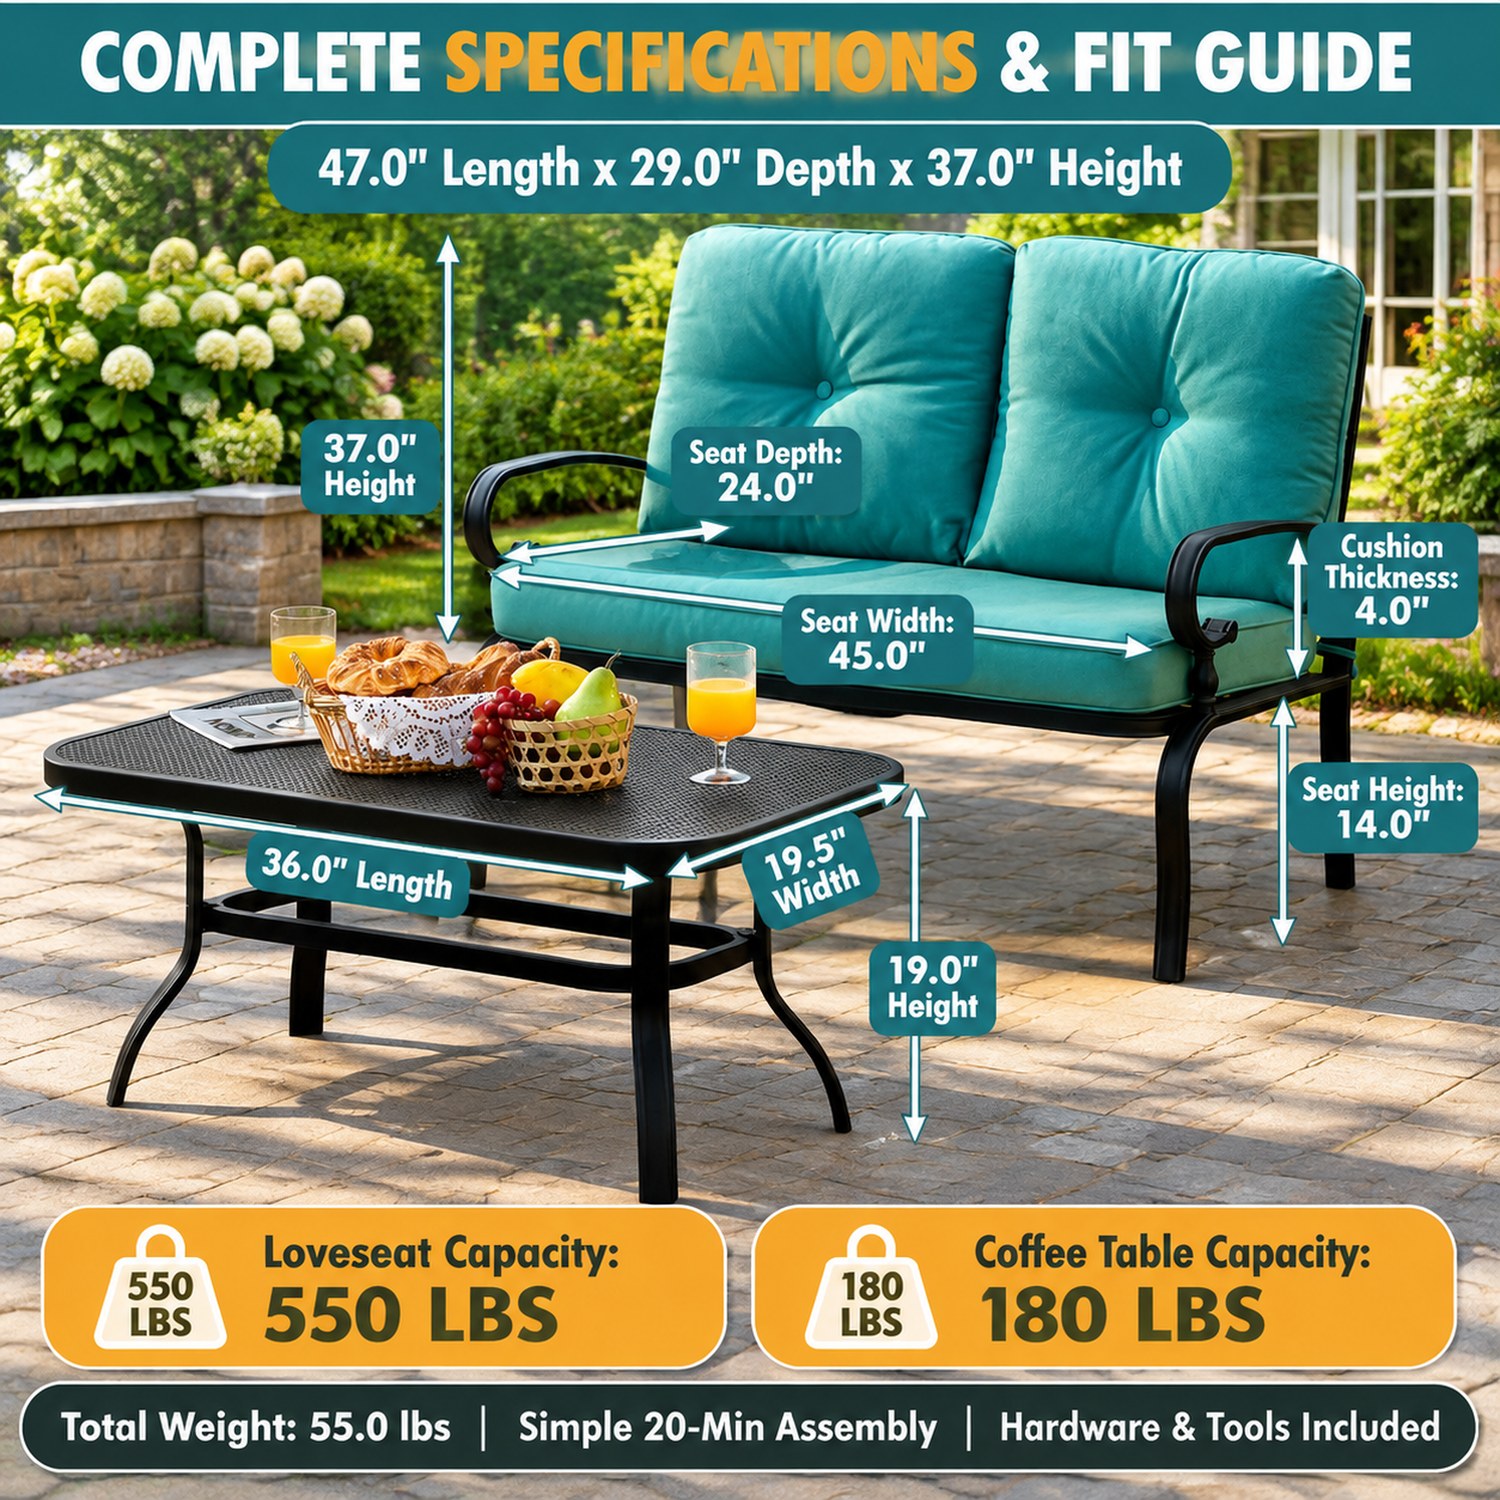 COMPLETE SPECIFICATIONS & FIT GUIDE
47.0" Length x 29.0" Depth x 37.0" Height
37.0"
Height
Seat Depth:
24.0"
Cushion
Thickness:
4.0"
Seat Width:
45.0"
Seat Height:
14.0"
36.0" Length
19.5"
Width
19.0"
Height
550
LBS
Loveseat Capacity:
550 LBS
180
LBS
Coffee Table Capacity:
180 LBS
Total Weight: 55.0 lbs | Simple 20-Min Assembly | Hardware & Tools Included